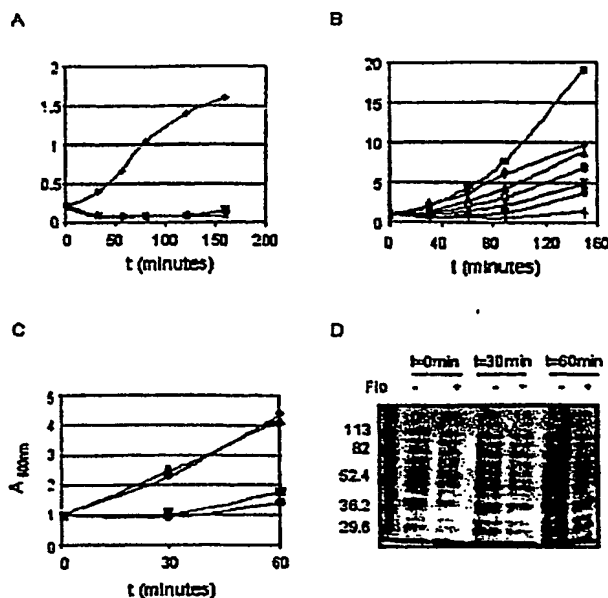 A
2
1.5
1
0.5
0
0 50 100 150 200
t (minutes)
B
20
15
10
5
0
0 40 80 120 160
t (minutes)
C
A 600nm
5
4
3
2
1
0
0 30 60
t (minutes)
D
t=0min t=30min t=60min
Flo - + - + - +
113
82
52.4
36.2
29.6